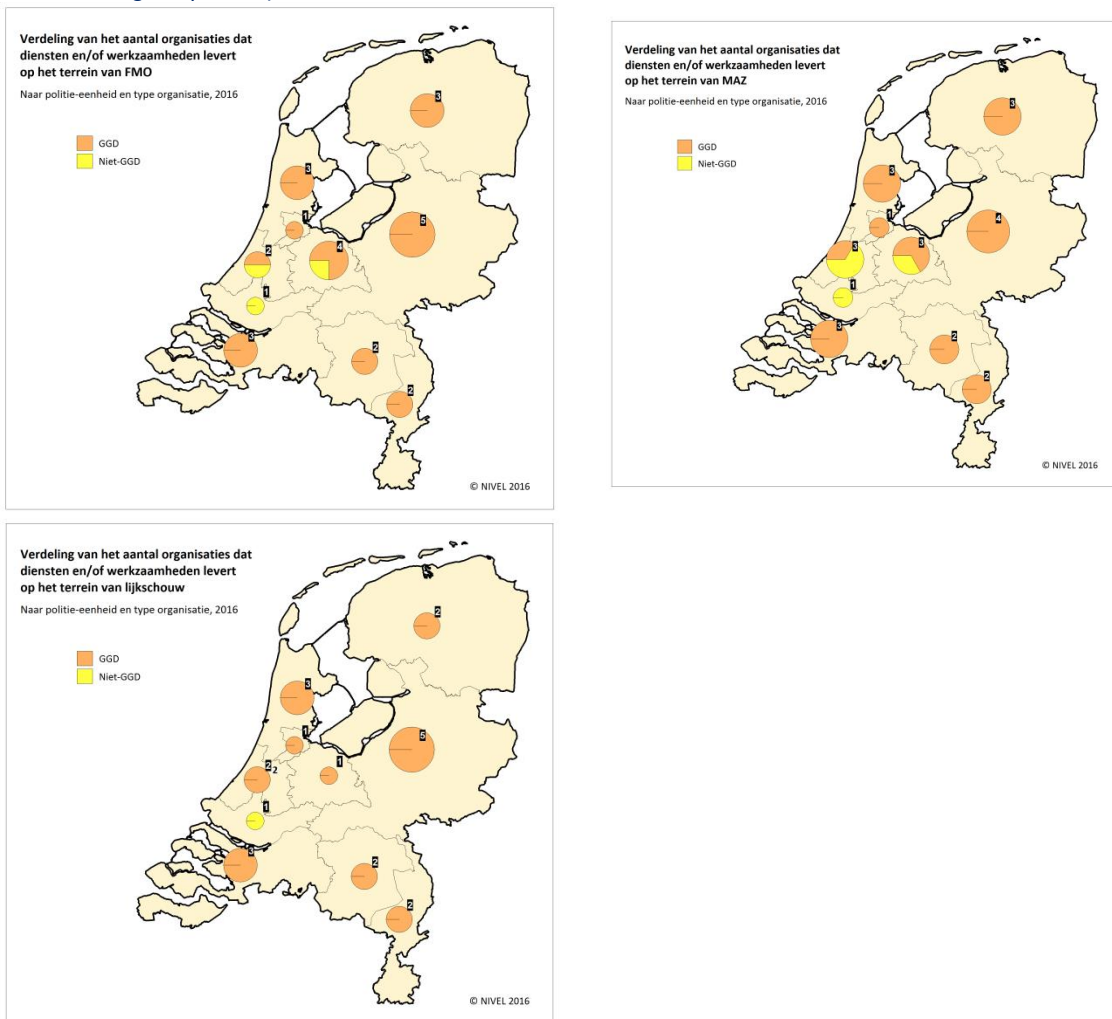 Verdeling van het aantal organisaties dat
diensten en/of werkzaamheden levert
op het terrein van FMO
Naar politie-eenheid en type organisatie, 2016
GGD
Niet-GGD
3
3
1
5
2
4
1
3
2
2
© NIVEL 2016
Verdeling van het aantal organisaties dat
diensten en/of werkzaamheden levert
op het terrein van MAZ
Naar politie-eenheid en type organisatie, 2016
GGD
Niet-GGD
3
3
1
4
3
3
1
3
2
2
© NIVEL 2016
Verdeling van het aantal organisaties dat
diensten en/of werkzaamheden levert
op het terrein van lijkschouw
Naar politie-eenheid en type organisatie, 2016
GGD
Niet-GGD
2
3
1
5
2 2
1
1
3
2
2
© NIVEL 2016